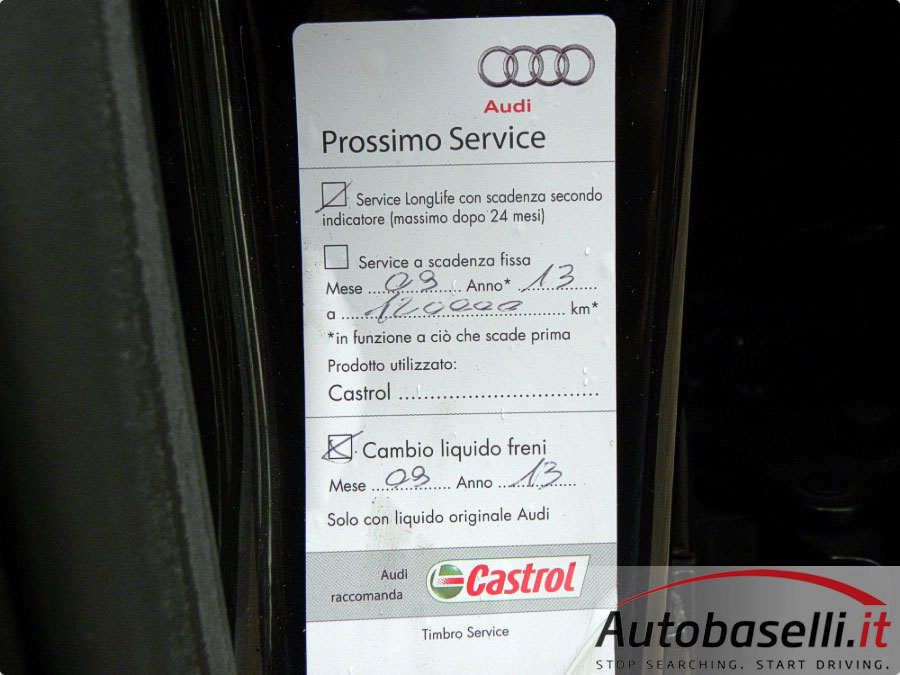 Audi
Prossimo Service
Service LongLife con scadenza secondo
indicatore (massimo dopo 24 mesi)
Service a scadenza fissa
Mese ...09... Anno* ...13...
a ...120000... km*
*in funzione a ciò che scade prima
Prodotto utilizzato:
Castrol ................................
Cambio liquido freni
Mese ...09... Anno ...13...
Solo con liquido originale Audi
Audi
raccomanda
Castrol
Timbro Service
Autobaselli.it
STOP SEARCHING. START DRIVING.